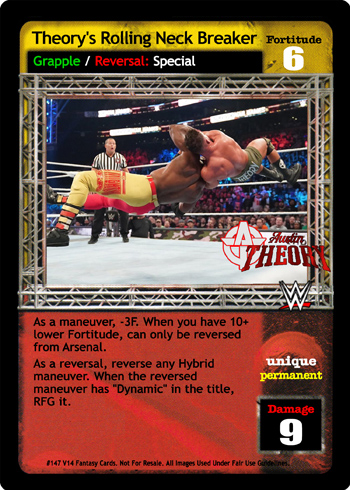 Theory's Rolling Neck Breaker
Fortitude
6
Grapple / Reversal: Special
A
Austin
THEORY
W
As a maneuver, -3F. When you have 10+
lower Fortitude, can only be reversed
from Arsenal.
As a reversal, reverse any Hybrid
maneuver. When the reversed
maneuver has "Dynamic" in the title,
RFG it.
unique
permanent
Damage
9
#147 V14 Fantasy Cards. Not For Resale. All Images Used Under Fair Use Guidelines.